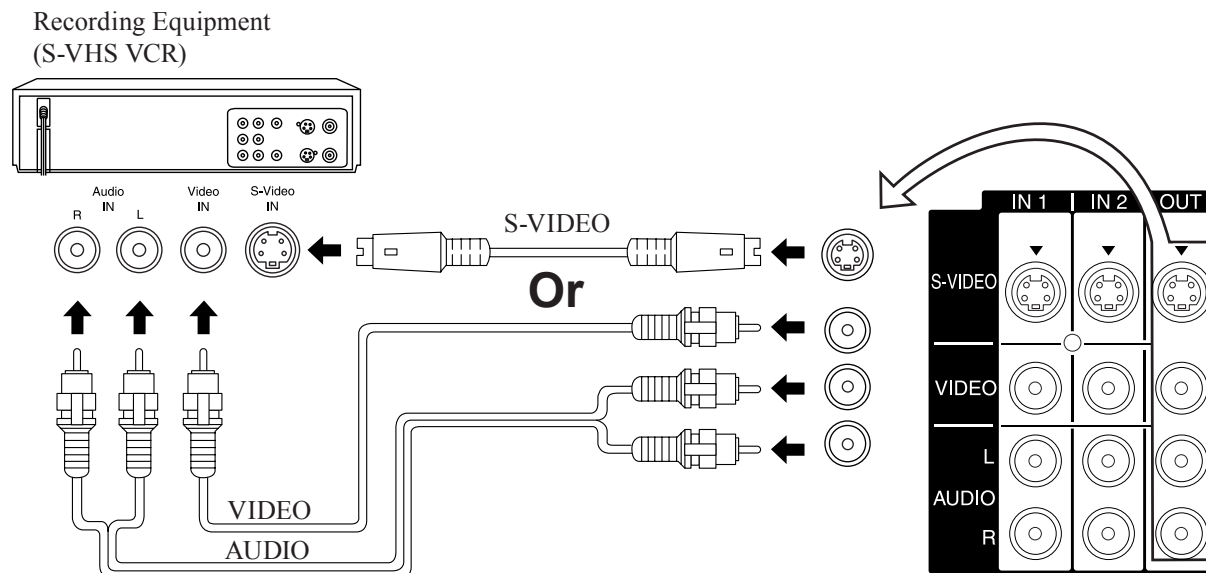 Recording Equipment
(S-VHS VCR)
Audio
IN
R
L
Video
IN
S-Video
IN
S-VIDEO
Or
VIDEO
AUDIO
IN 1
IN 2
OUT
S-VIDEO
VIDEO
L
AUDIO
R